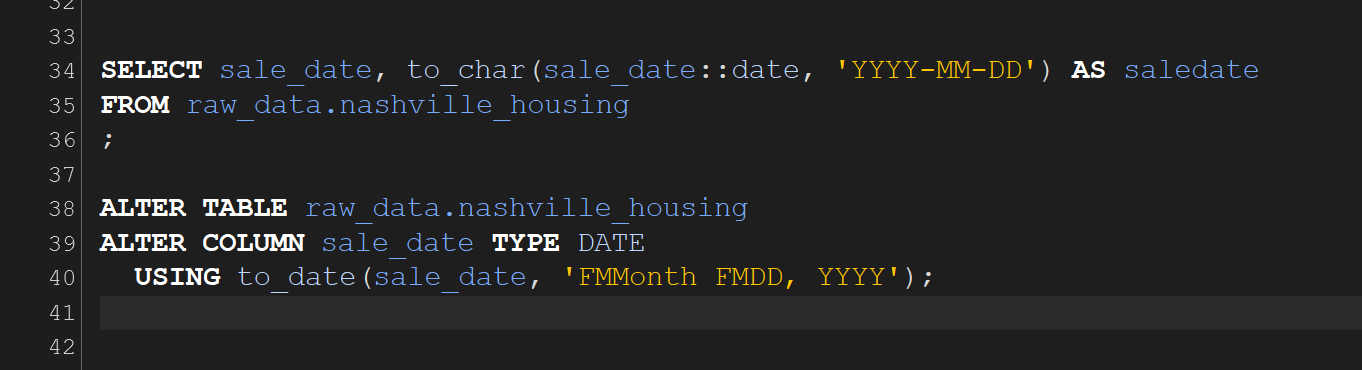 32
33
34 SELECT sale_date, to_char(sale_date::date, 'YYYY-MM-DD') AS saledate
35 FROM raw_data.nashville_housing
36 ;
37
38 ALTER TABLE raw_data.nashville_housing
39 ALTER COLUMN sale_date TYPE DATE
40   USING to_date(sale_date, 'FMMonth FMDD, YYYY');
41
42